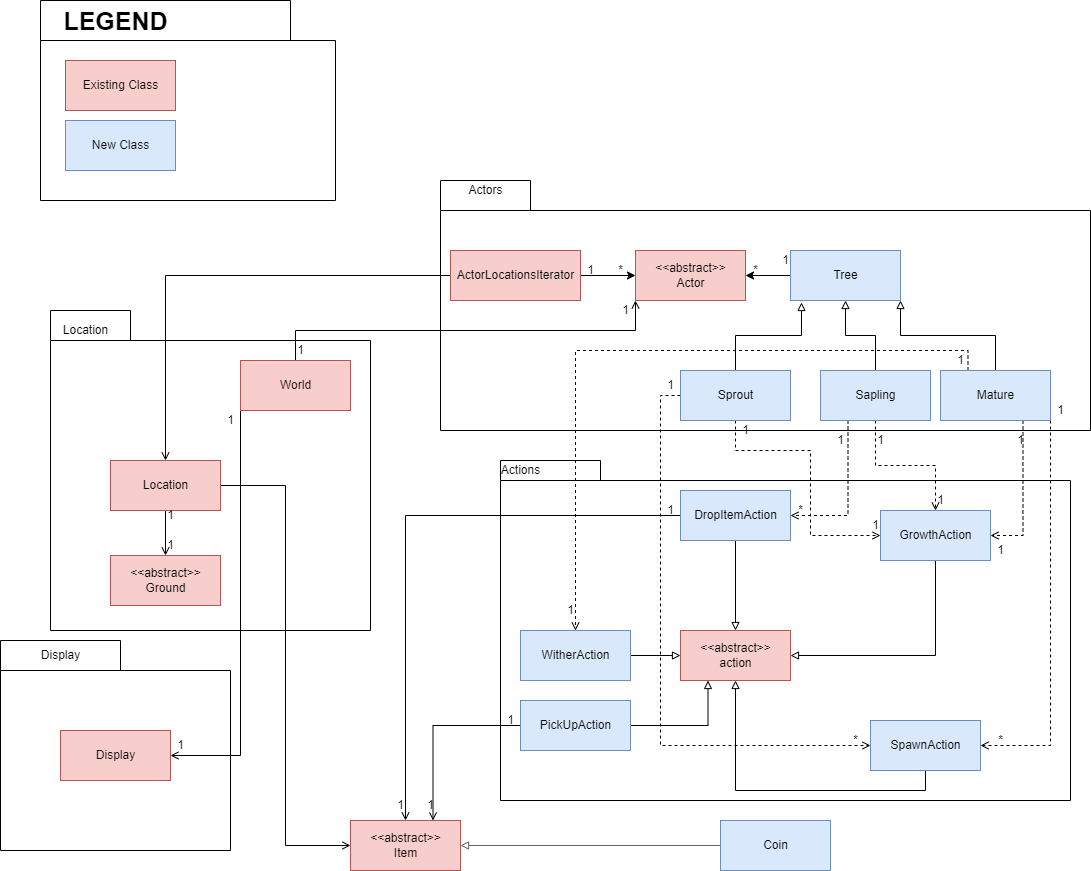 LEGEND
Existing Class
New Class
Actors
ActorLocationsIterator
1
*
<<abstract>>
Actor
*
1
Tree
1
Location
1
World
1
1
1
Sprout
Sapling
Mature
1
1
1
1
1
Actions
Location
1
DropItemAction
*
1
1
GrowthAction
1
1
1
<<abstract>>
Ground
1
Display
WitherAction
<<abstract>>
action
1
PickUpAction
Display
1
*
SpawnAction
*
1
1
<<abstract>>
Item
Coin